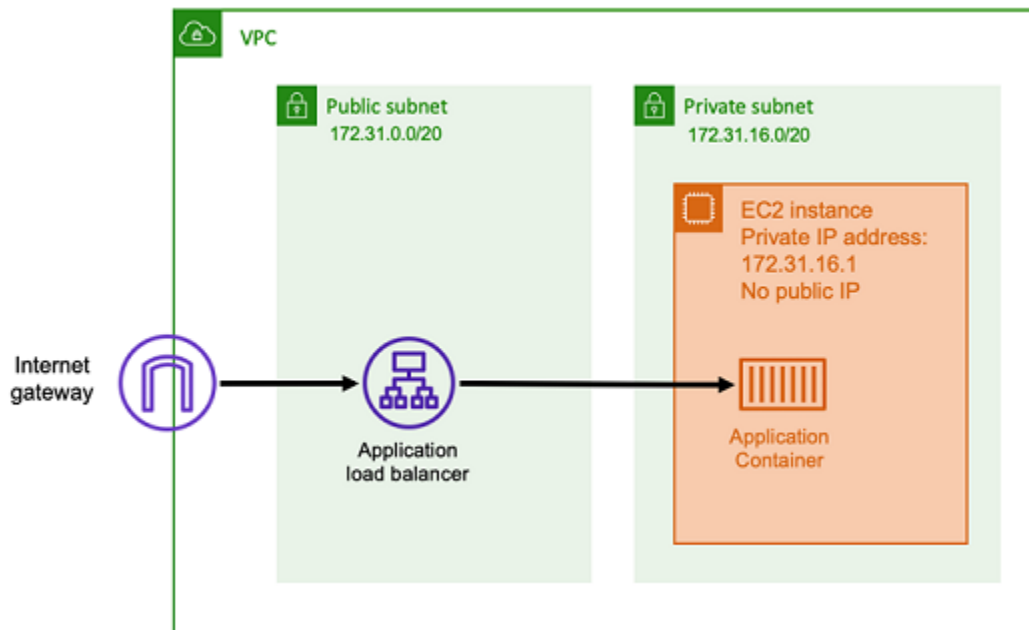 VPC
Public subnet
172.31.0.0/20
Private subnet
172.31.16.0/20
EC2 instance
Private IP address:
172.31.16.1
No public IP
Internet
gateway
Application
load balancer
Application
Container